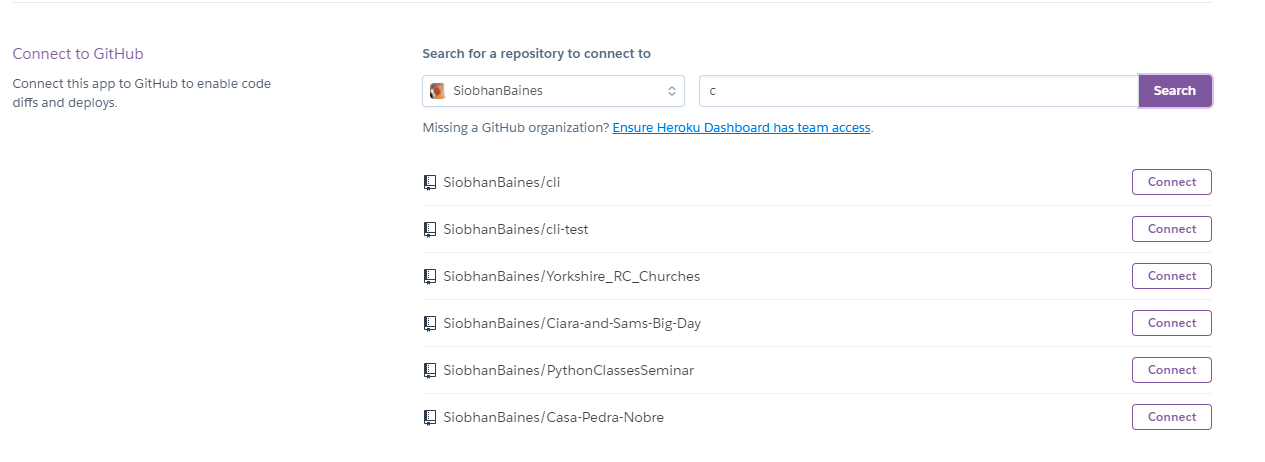 Connect to GitHub
Connect this app to GitHub to enable code
diffs and deploys.
Search for a repository to connect to
SiobhanBaines
c
Search
Missing a GitHub organization? Ensure Heroku Dashboard has team access.
SiobhanBaines/cli Connect
SiobhanBaines/cli-test Connect
SiobhanBaines/Yorkshire_RC_Churches Connect
SiobhanBaines/Ciara-and-Sams-Big-Day Connect
SiobhanBaines/PythonClassesSeminar Connect
SiobhanBaines/Casa-Pedra-Nobre Connect